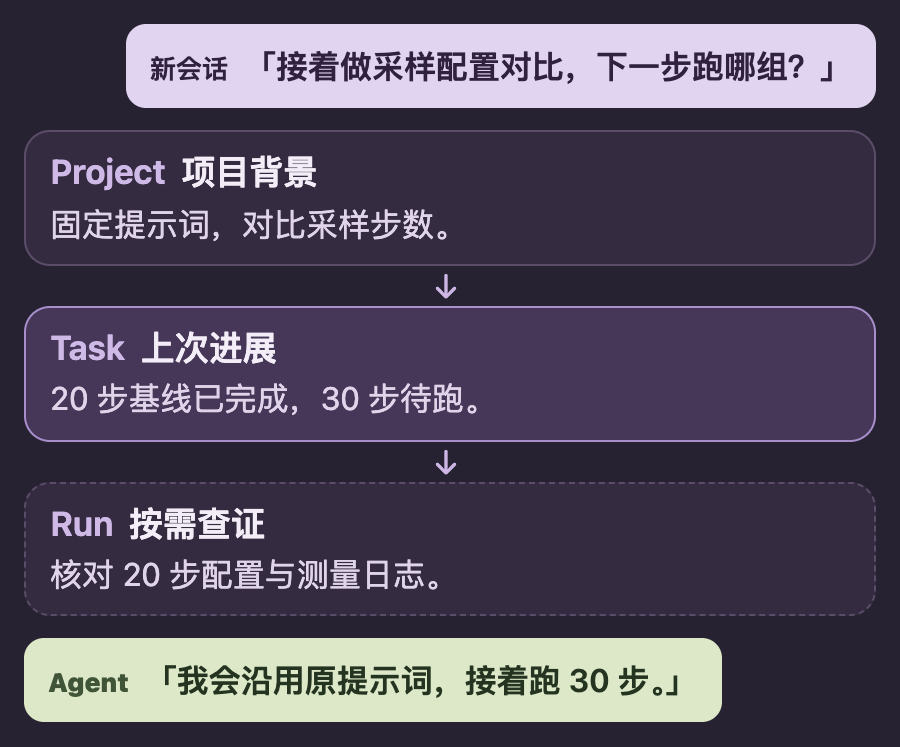 新会话 「接着做采样配置对比，下一步跑哪组？」
Project 项目背景
固定提示词，对比采样步数。
↓
Task 上次进展
20 步基线已完成，30 步待跑。
↓
Run 按需查证
核对 20 步配置与测量日志。
Agent 「我会沿用原提示词，接着跑 30 步。」